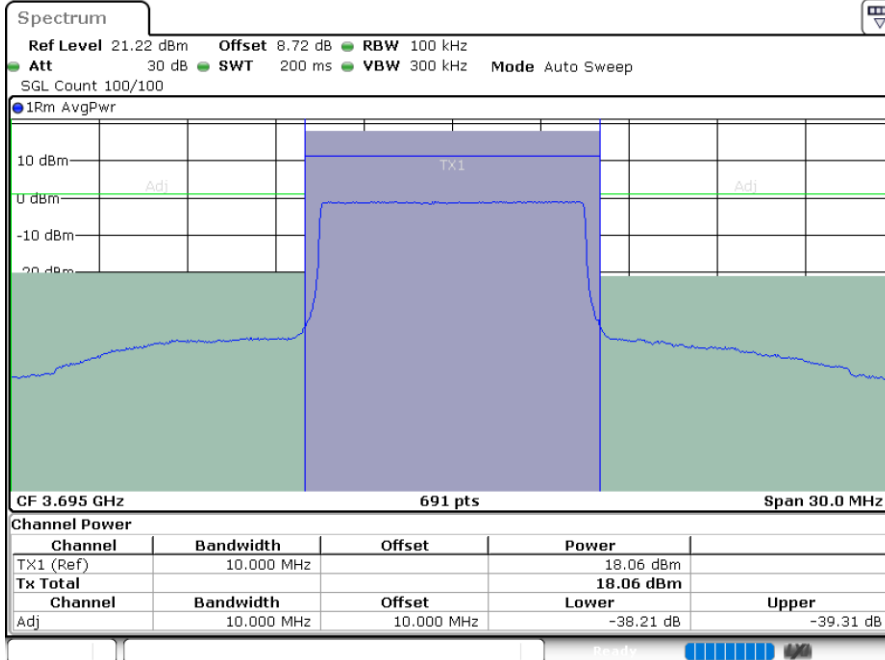 Spectrum
Ref Level 21.22 dBm Offset 8.72 dB RBW 100 kHz
Att 30 dB SWT 200 ms VBW 300 kHz Mode Auto Sweep
SGL Count 100/100
1Rm AvgPwr
10 dBm
TX1
Adj Adj
0 dBm
-10 dBm
-20 dBm
CF 3.695 GHz 691 pts Span 30.0 MHz
Channel Power
Channel Bandwidth Offset Power
TX1 (Ref) 10.000 MHz 18.06 dBm
Tx Total 18.06 dBm
Channel Bandwidth Offset Lower Upper
Adj 10.000 MHz 10.000 MHz -38.21 dB -39.31 dB
Ready